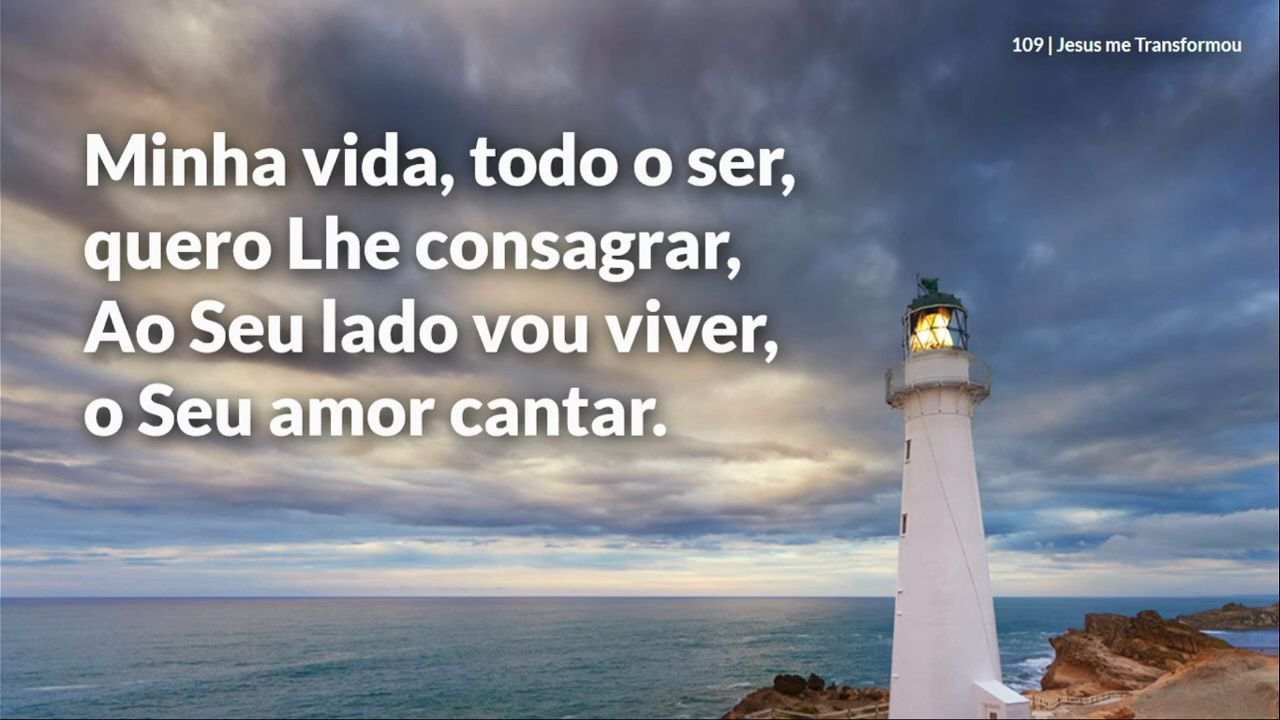 109 | Jesus me Transformou
Minha vida, todo o ser,
quero Lhe consagrar,
Ao Seu lado vou viver,
o Seu amor cantar.